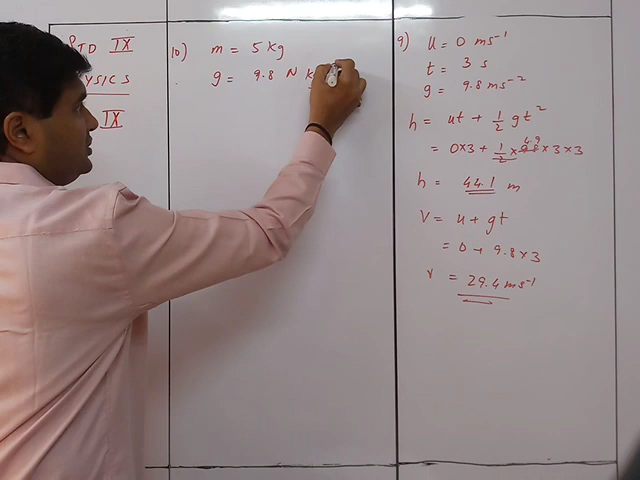 STD IX
YSICS
IX
10) m = 5 kg
g = 9.8 N k
9) u = 0 ms⁻¹
t = 3 s
g = 9.8 ms⁻²
h = ut + 1/2 gt²
= 0×3 + 1/2 × 9.8 4.9 × 3 × 3
h = 44.1 m
V = u + gt
= 0 + 9.8 × 3
v = 29.4 ms⁻¹